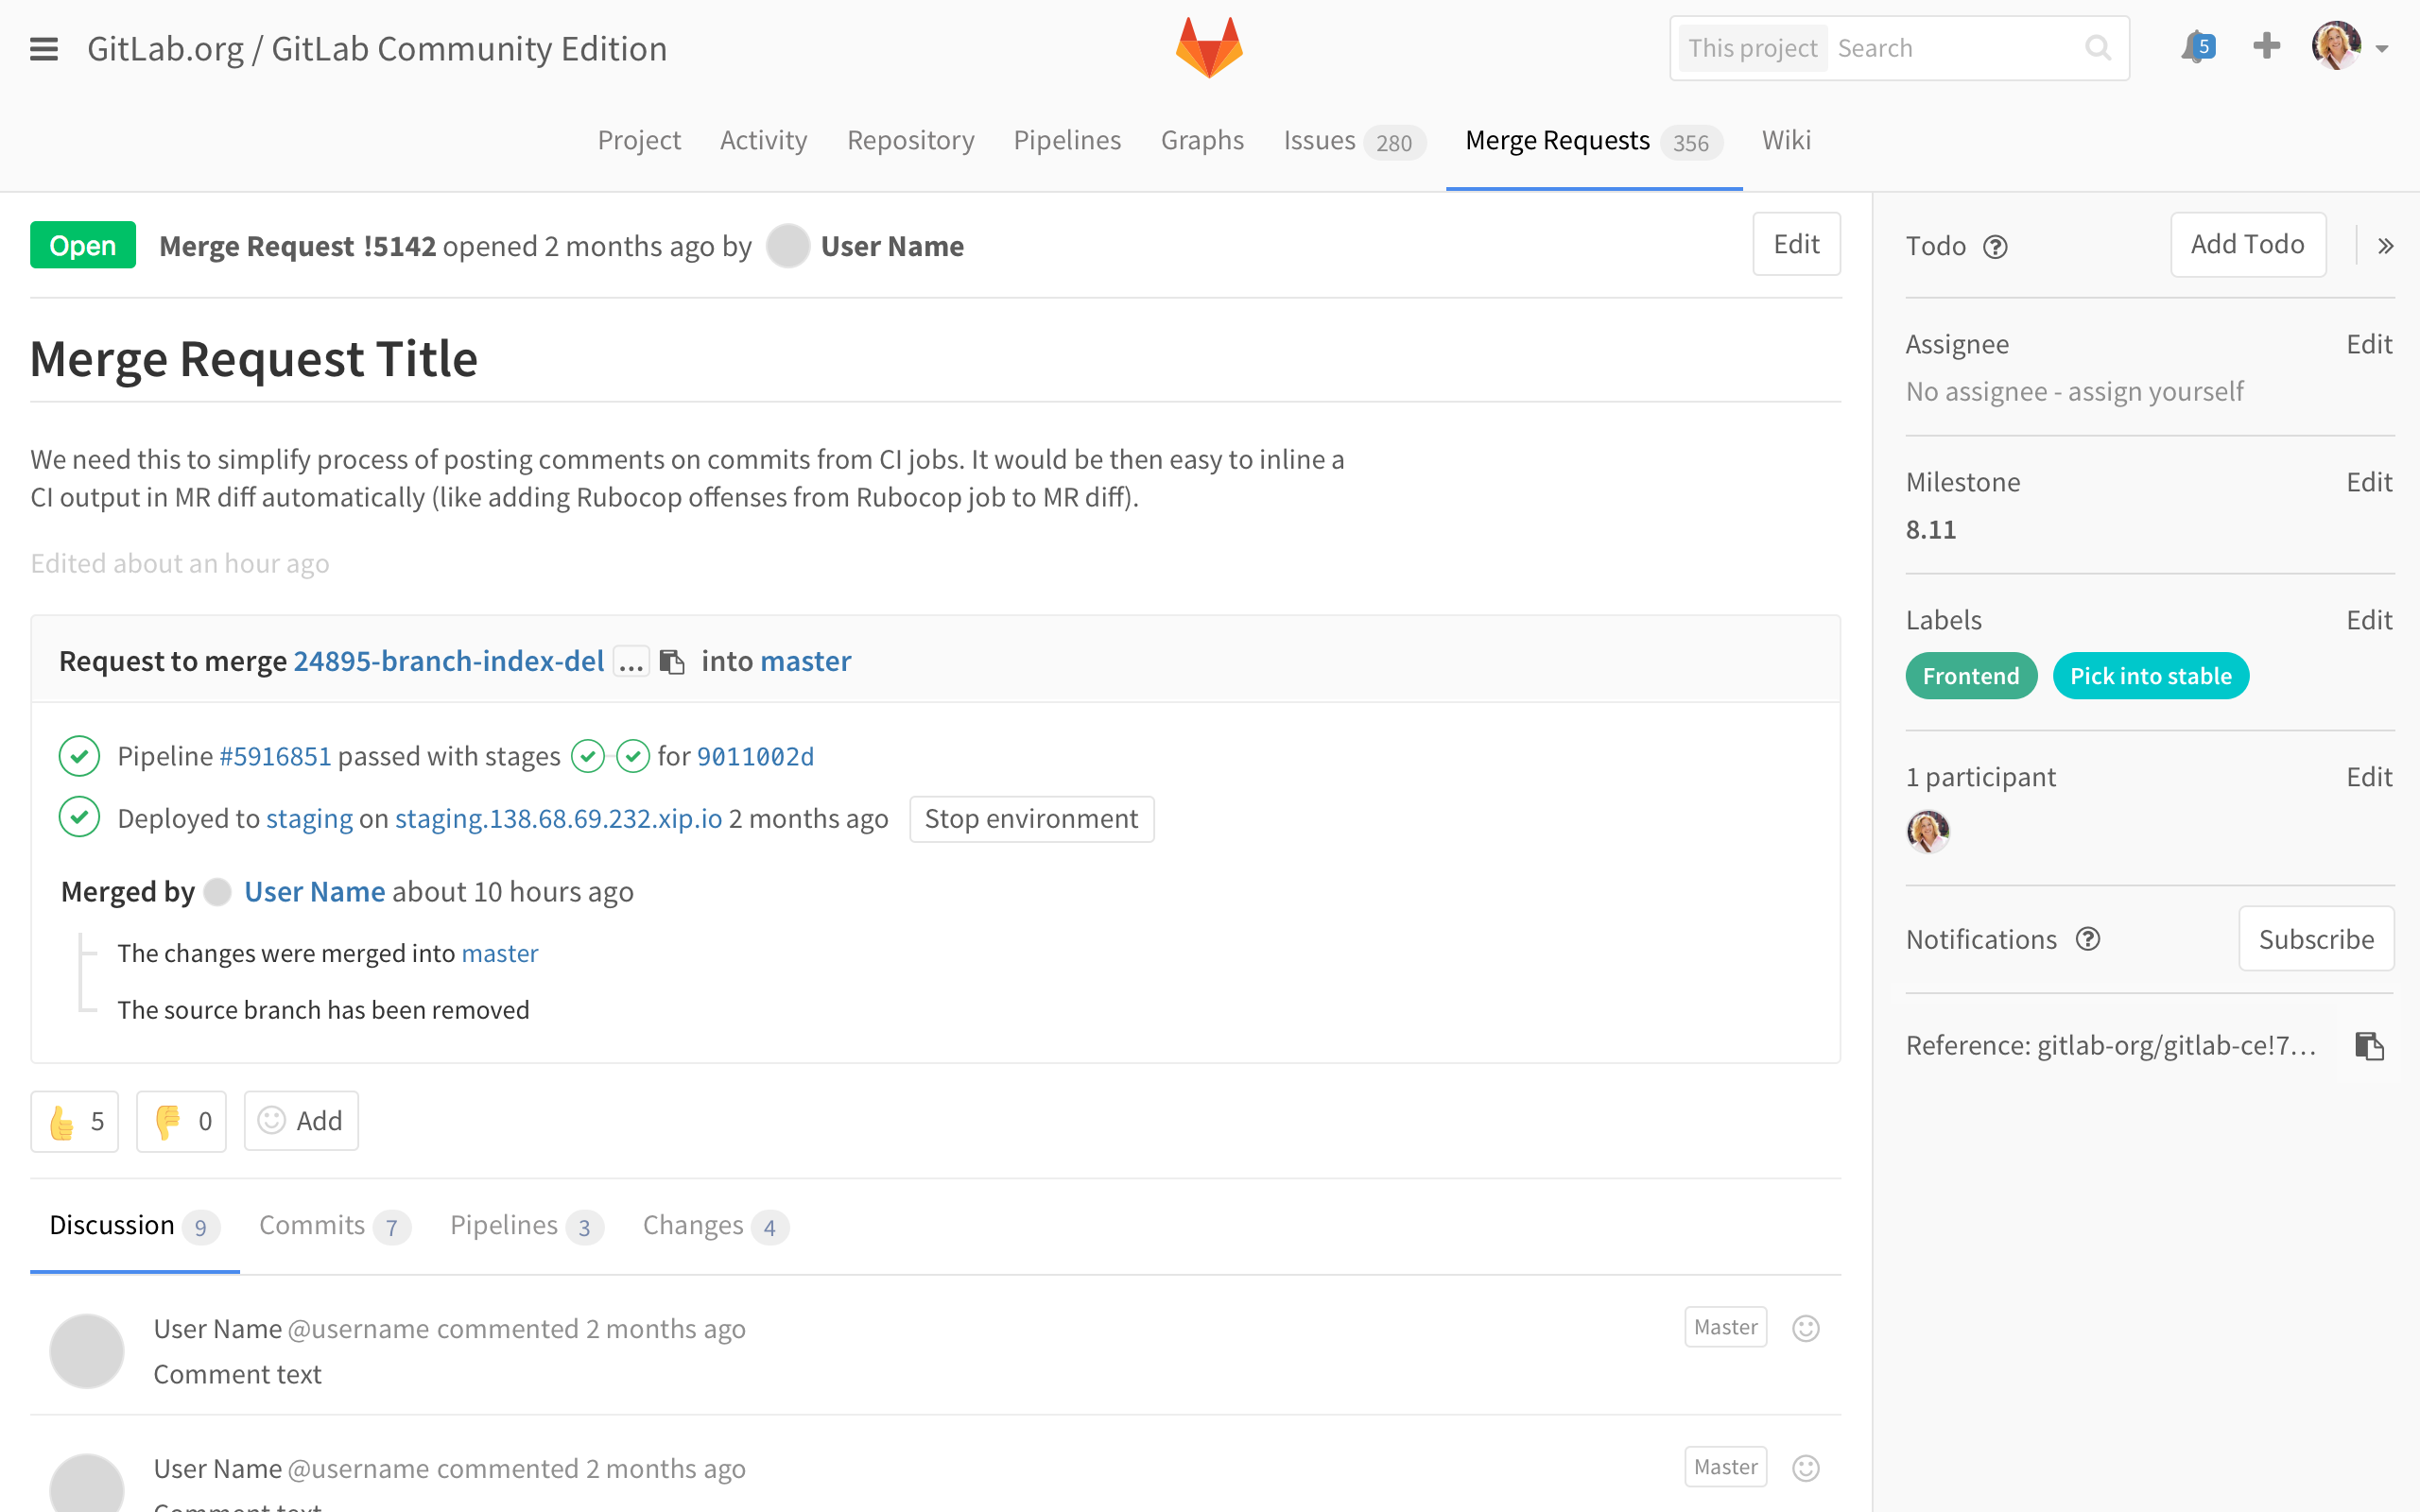 GitLab.org / GitLab Community Edition
This project Search
5
Project Activity Repository Pipelines Graphs Issues 280 Merge Requests 356 Wiki
Open Merge Request !5142 opened 2 months ago by User Name Edit
Merge Request Title
We need this to simplify process of posting comments on commits from CI jobs. It would be then easy to inline a
CI output in MR diff automatically (like adding Rubocop offenses from Rubocop job to MR diff).
Edited about an hour ago
Request to merge 24895-branch-index-del ... into master
Pipeline #5916851 passed with stages for 9011002d
Deployed to staging on staging.138.68.69.232.xip.io 2 months ago Stop environment
Merged by User Name about 10 hours ago
The changes were merged into master
The source branch has been removed
5 0 Add
Discussion 9 Commits 7 Pipelines 3 Changes 4
User Name @username commented 2 months ago Master
Comment text
User Name @username commented 2 months ago Master
Comment text
Todo Add Todo
Assignee Edit
No assignee - assign yourself
Milestone Edit
8.11
Labels Edit
Frontend Pick into stable
1 participant Edit
Notifications Subscribe
Reference: gitlab-org/gitlab-ce!7...